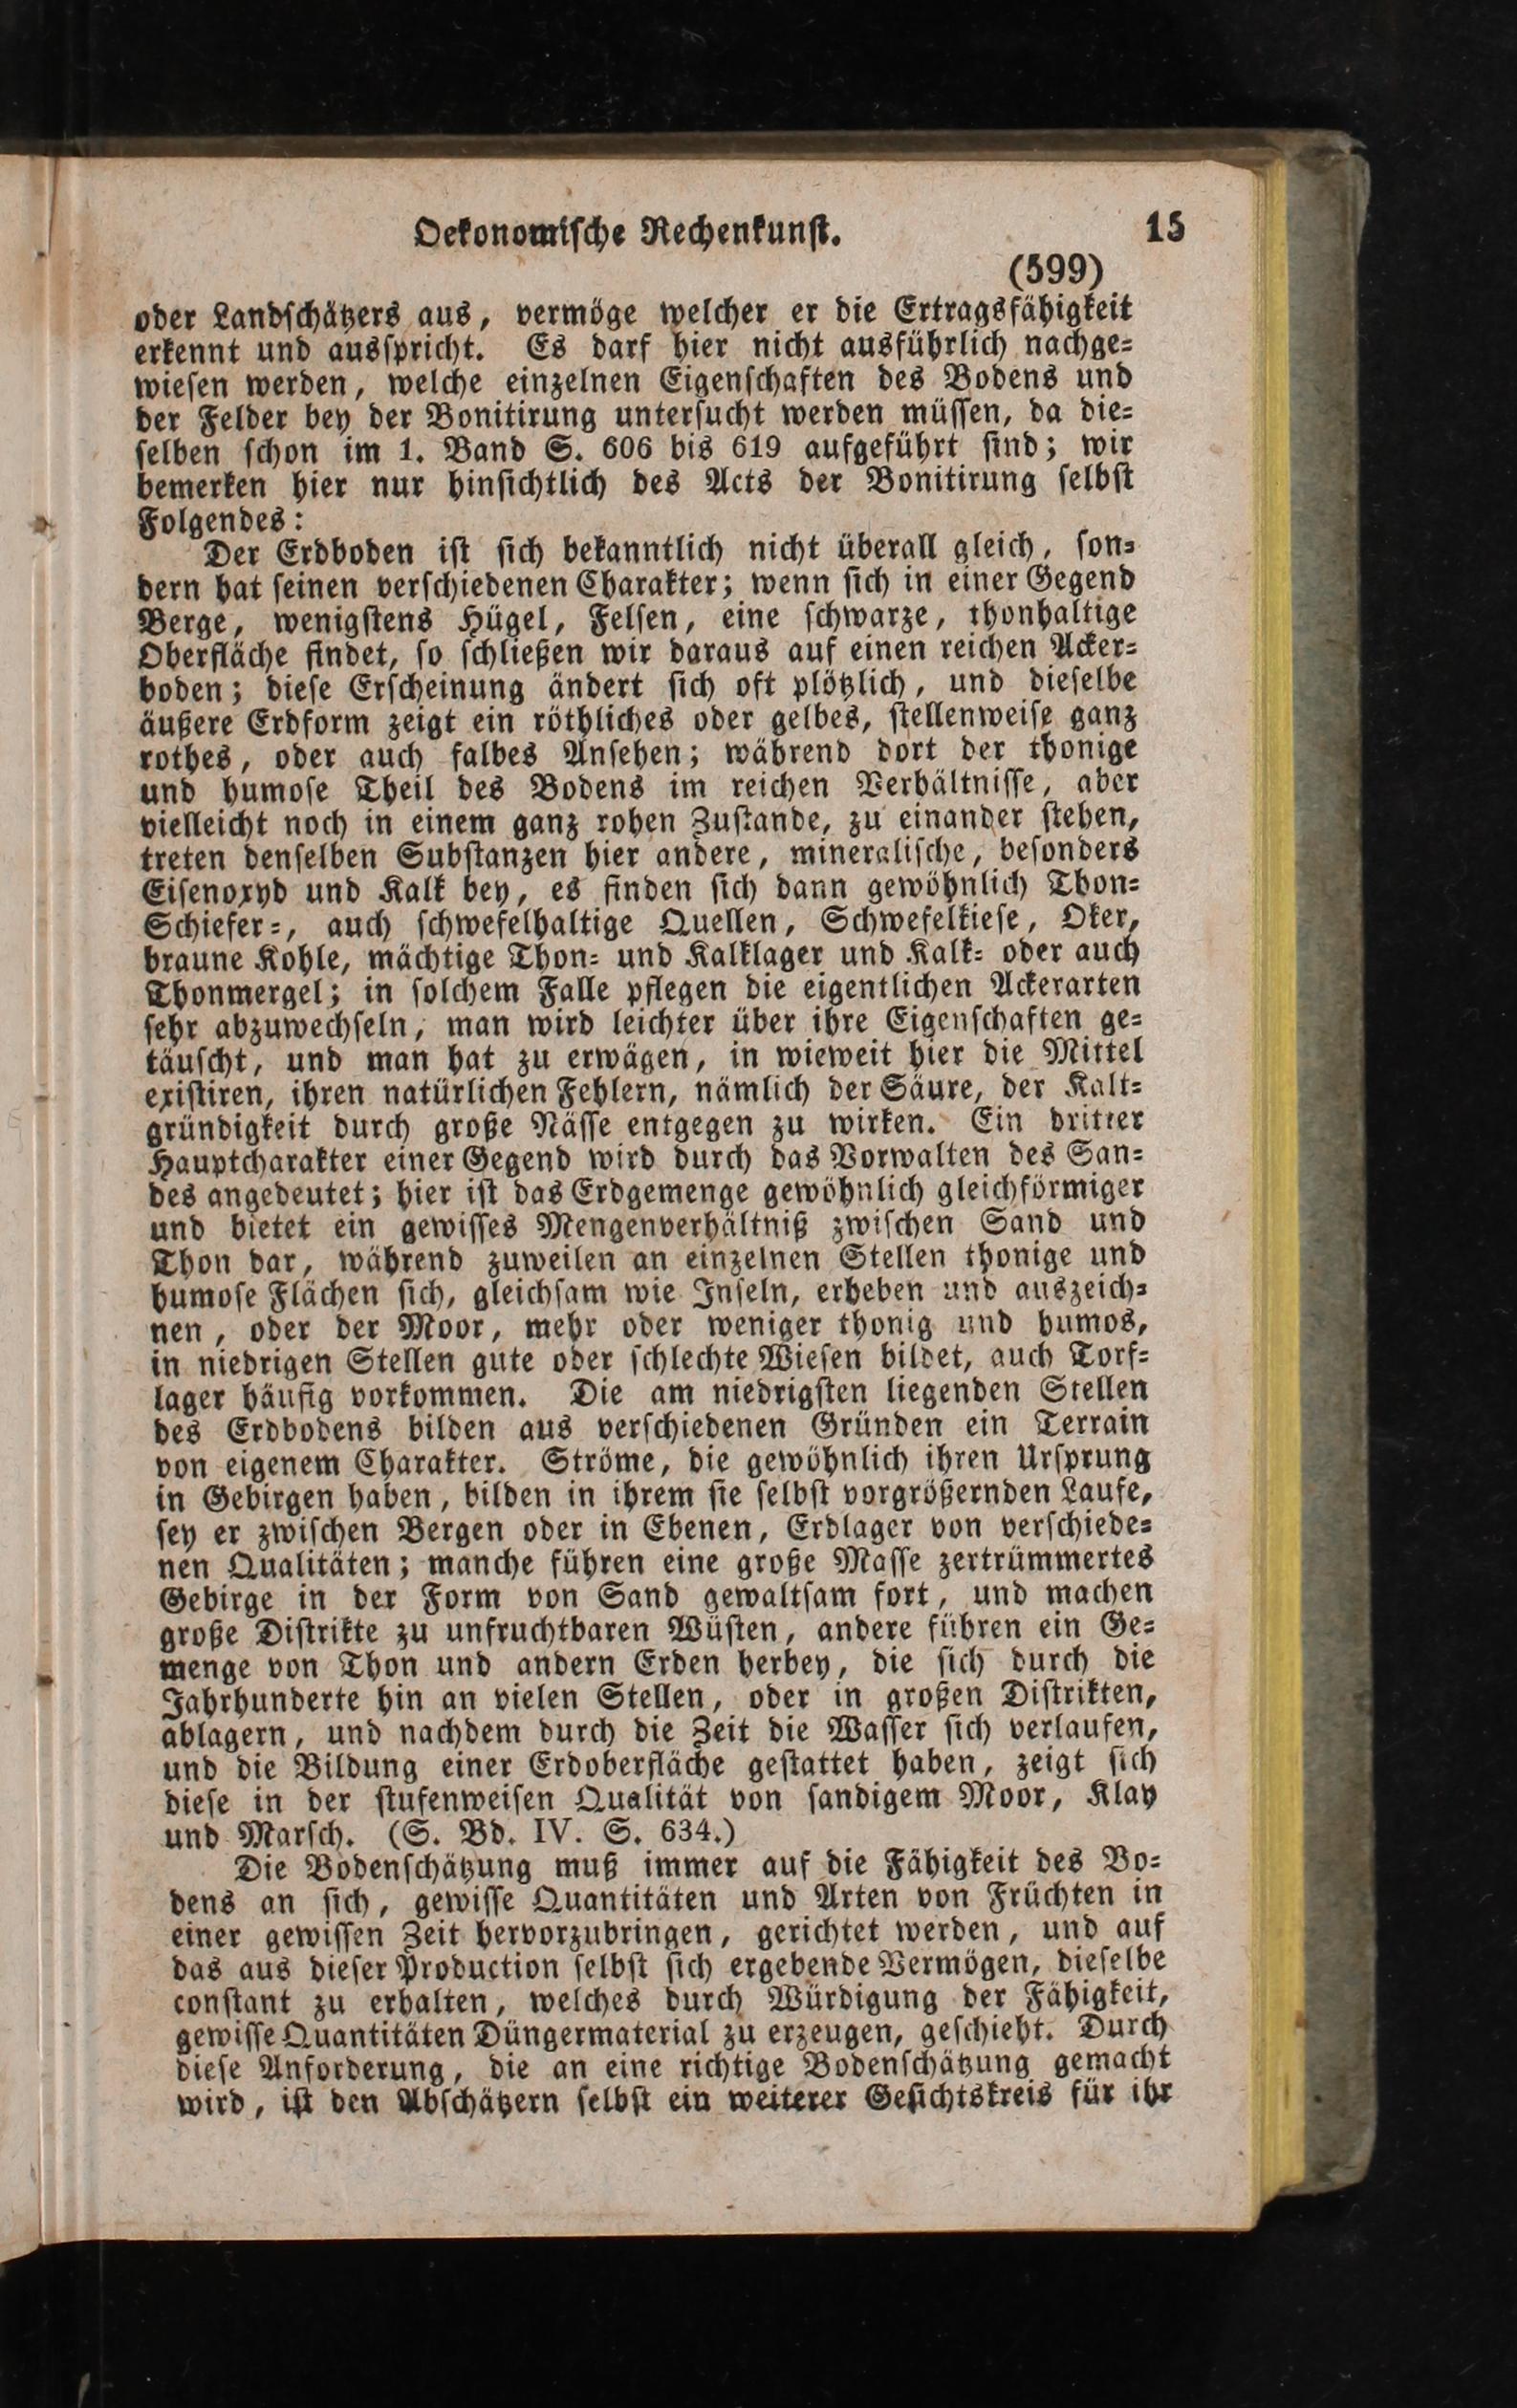 Oekonomische Rechenkunst. 15
(599)
oder Landschätzers aus, vermöge welcher er die Ertragsfähigkeit
erkennt und ausspricht. Es darf hier nicht ausführlich nachge-
wiesen werden, welche einzelnen Eigenschaften des Bodens und
der Felder bey der Bonitirung untersucht werden müssen, da die-
selben schon im 1. Band S. 606 bis 619 aufgeführt sind; wir
bemerken hier nur hinsichtlich des Acts der Bonitirung selbst
Folgendes:
Der Erdboden ist sich bekanntlich nicht überall gleich, son-
dern hat seinen verschiedenen Charakter; wenn sich in einer Gegend
Berge, wenigstens Hügel, Felsen, eine schwarze, thonhaltige
Oberfläche findet, so schließen wir daraus auf einen reichen Acker-
boden; diese Erscheinung ändert sich oft plötzlich, und dieselbe
äußere Erdform zeigt ein röthliches oder gelbes, stellenweise ganz
rothes, oder auch falbes Ansehen; während dort der thonige
und humose Theil des Bodens im reichen Verhältnisse, aber
vielleicht noch in einem ganz rohen Zustande, zu einander stehen,
treten denselben Substanzen hier andere, mineralische, besonders
Eisenoxyd und Kalk bey, es finden sich dann gewöhnlich Thon-
Schiefer-, auch schwefelhaltige Quellen, Schwefelkiese, Oker,
braune Kohle, mächtige Thon- und Kalklager und Kalk- oder auch
Thonmergel; in solchem Falle pflegen die eigentlichen Ackerarten
sehr abzuwechseln, man wird leichter über ihre Eigenschaften ge-
täuscht, und man hat zu erwägen, in wieweit hier die Mittel
existiren, ihren natürlichen Fehlern, nämlich der Säure, der Kalt-
gründigkeit durch große Nässe entgegen zu wirken. Ein dritter
Hauptcharakter einer Gegend wird durch das Vorwalten des San-
des angedeutet; hier ist das Erdgemenge gewöhnlich gleichförmiger
und bietet ein gewisses Mengenverhältniß zwischen Sand und
Thon dar, während zuweilen an einzelnen Stellen thonige und
humose Flächen sich, gleichsam wie Inseln, erheben und auszeich-
nen, oder der Moor, mehr oder weniger thonig und humos,
in niedrigen Stellen gute oder schlechte Wiesen bildet, auch Torf-
lager häufig vorkommen. Die am niedrigsten liegenden Stellen
des Erdbodens bilden aus verschiedenen Gründen ein Terrain
von eigenem Charakter. Ströme, die gewöhnlich ihren Ursprung
in Gebirgen haben, bilden in ihrem sie selbst vorgrößernden Laufe,
sey er zwischen Bergen oder in Ebenen, Erdlager von verschiede-
nen Qualitäten; manche führen eine große Masse zertrümmertes
Gebirge in der Form von Sand gewaltsam fort, und machen
große Distrikte zu unfruchtbaren Wüsten, andere führen ein Ge-
menge von Thon und andern Erden herbey, die sich durch die
Jahrhunderte hin an vielen Stellen, oder in großen Distrikten,
ablagern, und nachdem durch die Zeit die Wasser sich verlaufen,
und die Bildung einer Erdoberfläche gestattet haben, zeigt sich
diese in der stufenweisen Qualität von sandigem Moor, Klay
und Marsch. (S. Bd. IV. S. 634.)
Die Bodenschätzung muß immer auf die Fähigkeit des Bo-
dens an sich, gewisse Quantitäten und Arten von Früchten in
einer gewissen Zeit hervorzubringen, gerichtet werden, und auf
das aus dieser Production selbst sich ergebende Vermögen, dieselbe
constant zu erhalten, welches durch Würdigung der Fähigkeit,
gewisse Quantitäten Düngermaterial zu erzeugen, geschieht. Durch
diese Anforderung, die an eine richtige Bodenschätzung gemacht
wird, ist den Abschätzern selbst ein weiterer Gesichtskreis für ihr